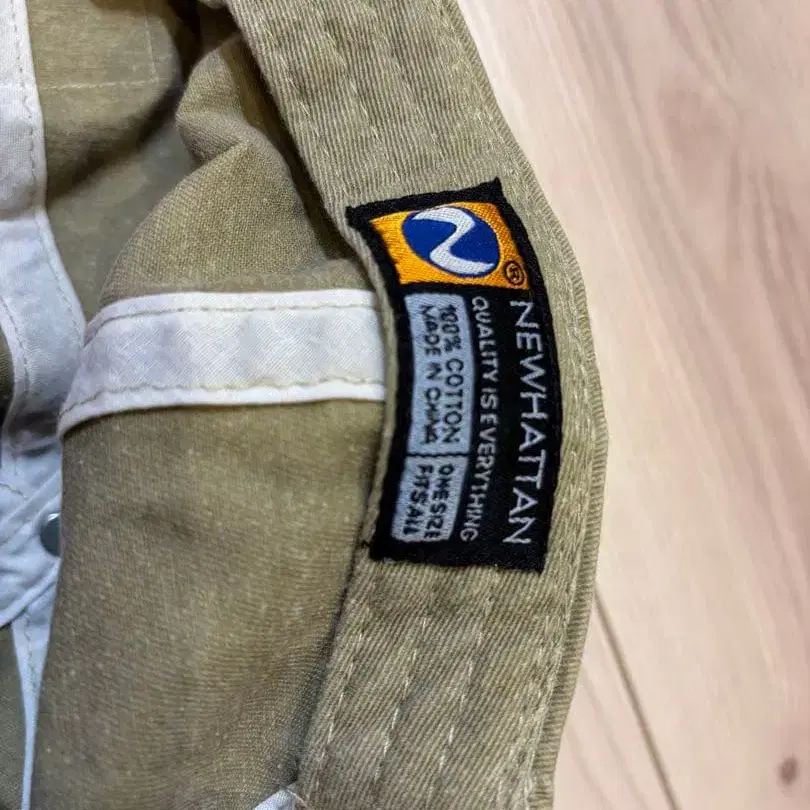 ®
NEWHATTAN
QUALITY IS EVERYTHING
100% COTTON
MADE IN CHINA
ONE SIZE
FITS ALL